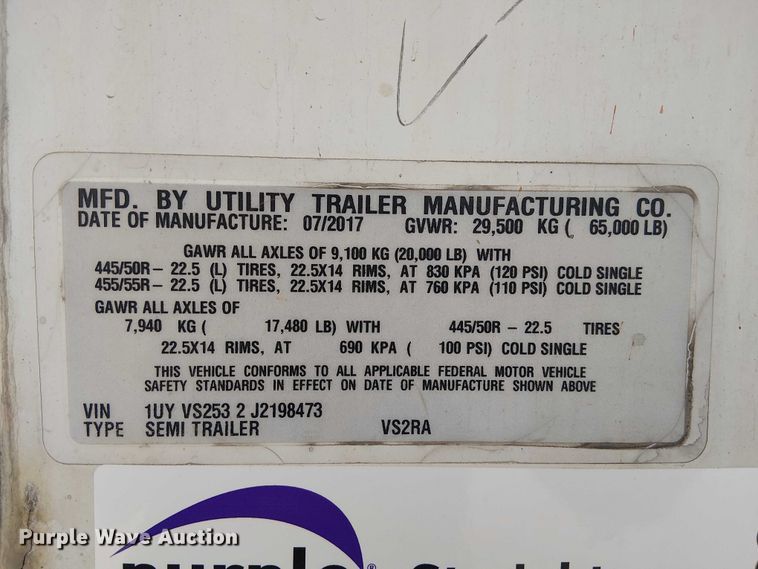 MFD. BY UTILITY TRAILER MANUFACTURING CO.
DATE OF MANUFACTURE: 07/2017 GVWR: 29,500 KG ( 65,000 LB)
GAWR ALL AXLES OF 9,100 KG (20,000 LB) WITH
445/50R- 22.5 (L) TIRES, 22.5X14 RIMS, AT 830 KPA (120 PSI) COLD SINGLE
455/55R- 22.5 (L) TIRES, 22.5X14 RIMS, AT 760 KPA (110 PSI) COLD SINGLE
GAWR ALL AXLES OF
7,940 KG ( 17,480 LB) WITH 445/50R - 22.5 TIRES
22.5X14 RIMS, AT 690 KPA ( 100 PSI) COLD SINGLE
THIS VEHICLE CONFORMS TO ALL APPLICABLE FEDERAL MOTOR VEHICLE
SAFETY STANDARDS IN EFFECT ON DATE OF MANUFACTURE SHOWN ABOVE
VIN 1UY VS253 2 J2198473
TYPE SEMI TRAILER VS2RA
Purple Wave Auction
purple® Straight